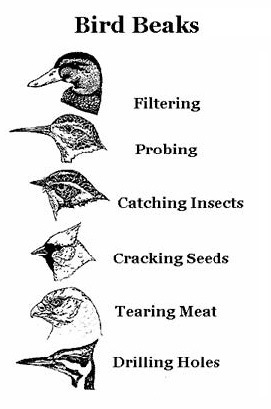 Bird Beaks
Filtering
Probing
Catching Insects
Cracking Seeds
Tearing Meat
Drilling Holes